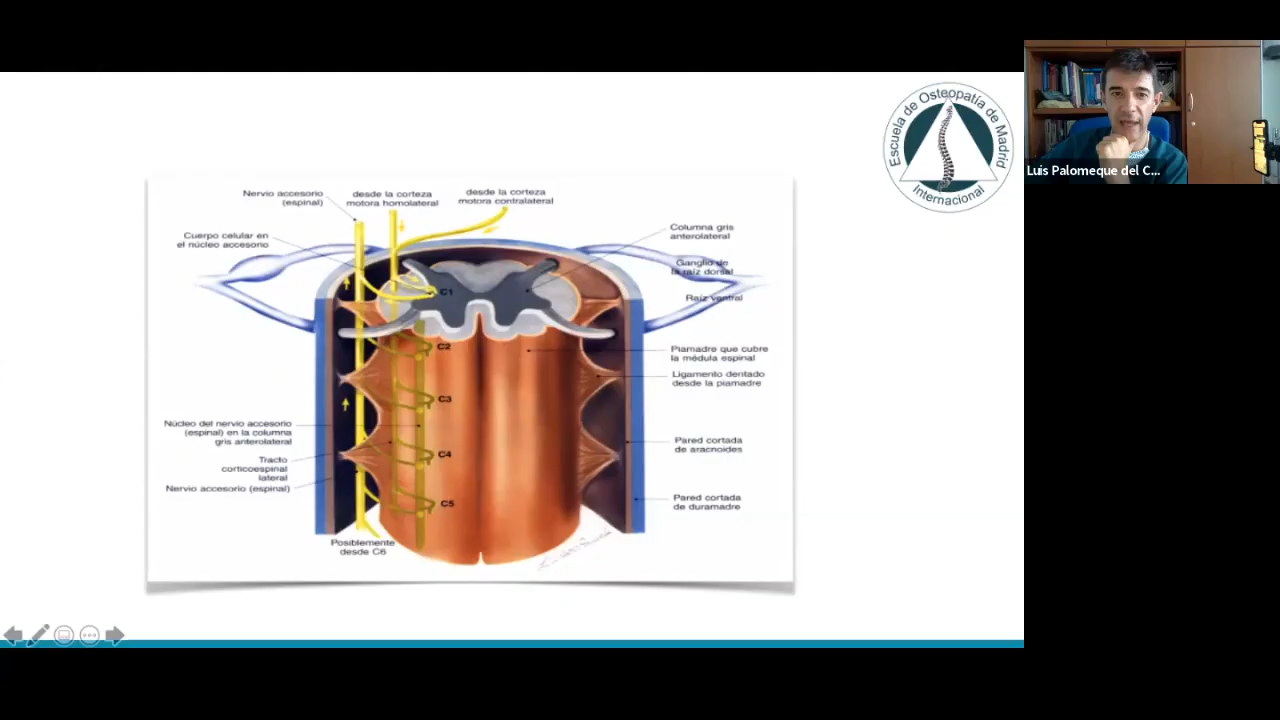 Escuela de Osteopatía de Madrid
Internacional
Luis Palomeque del C...
Nervio accesorio
(espinal)
desde la corteza
motora homolateral
desde la corteza
motora contralateral
Cuerpo celular en
el núcleo accesorio
Columna gris
anterolateral
Ganglio de
la raíz dorsal
Raíz ventral
C1
C2
Piamadre que cubre
la médula espinal
Ligamento dentado
desde la piamadre
C3
Núcleo del nervio accesorio
(espinal) en la columna
gris anterolateral
Pared cortada
de aracnoides
C4
Tracto
corticoespinal
lateral
Nervio accesorio (espinal)
C5
Pared cortada
de duramadre
Posiblemente
desde C6